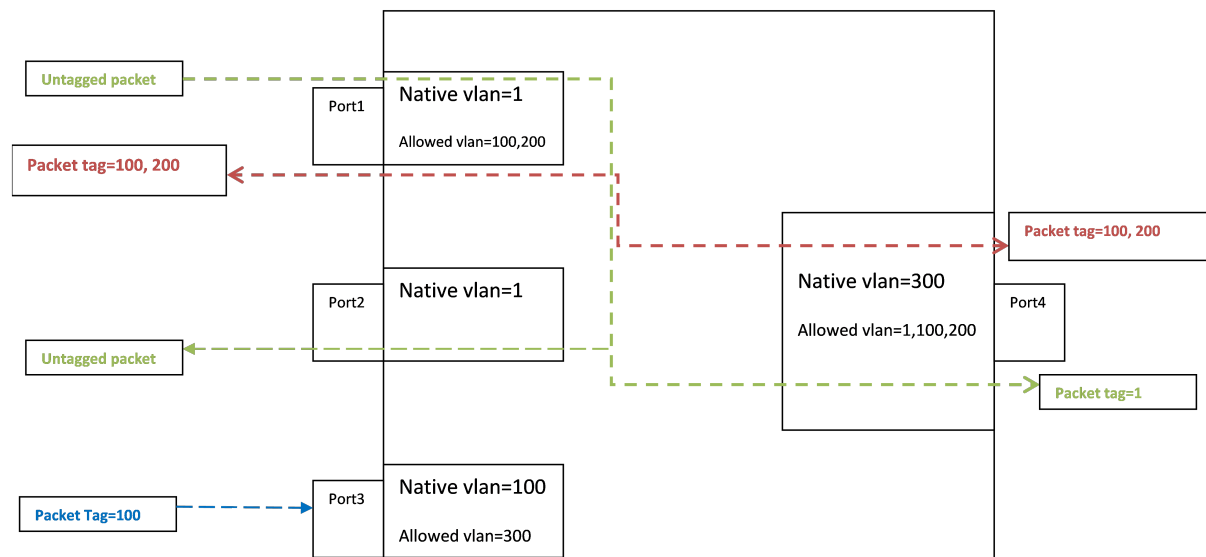 Untagged packet
Port1
Native vlan=1
Allowed vlan=100,200
Packet tag=100, 200
Packet tag=100, 200
Native vlan=300
Allowed vlan=1,100,200
Port4
Port2
Native vlan=1
Untagged packet
Packet tag=1
Port3
Native vlan=100
Allowed vlan=300
Packet Tag=100